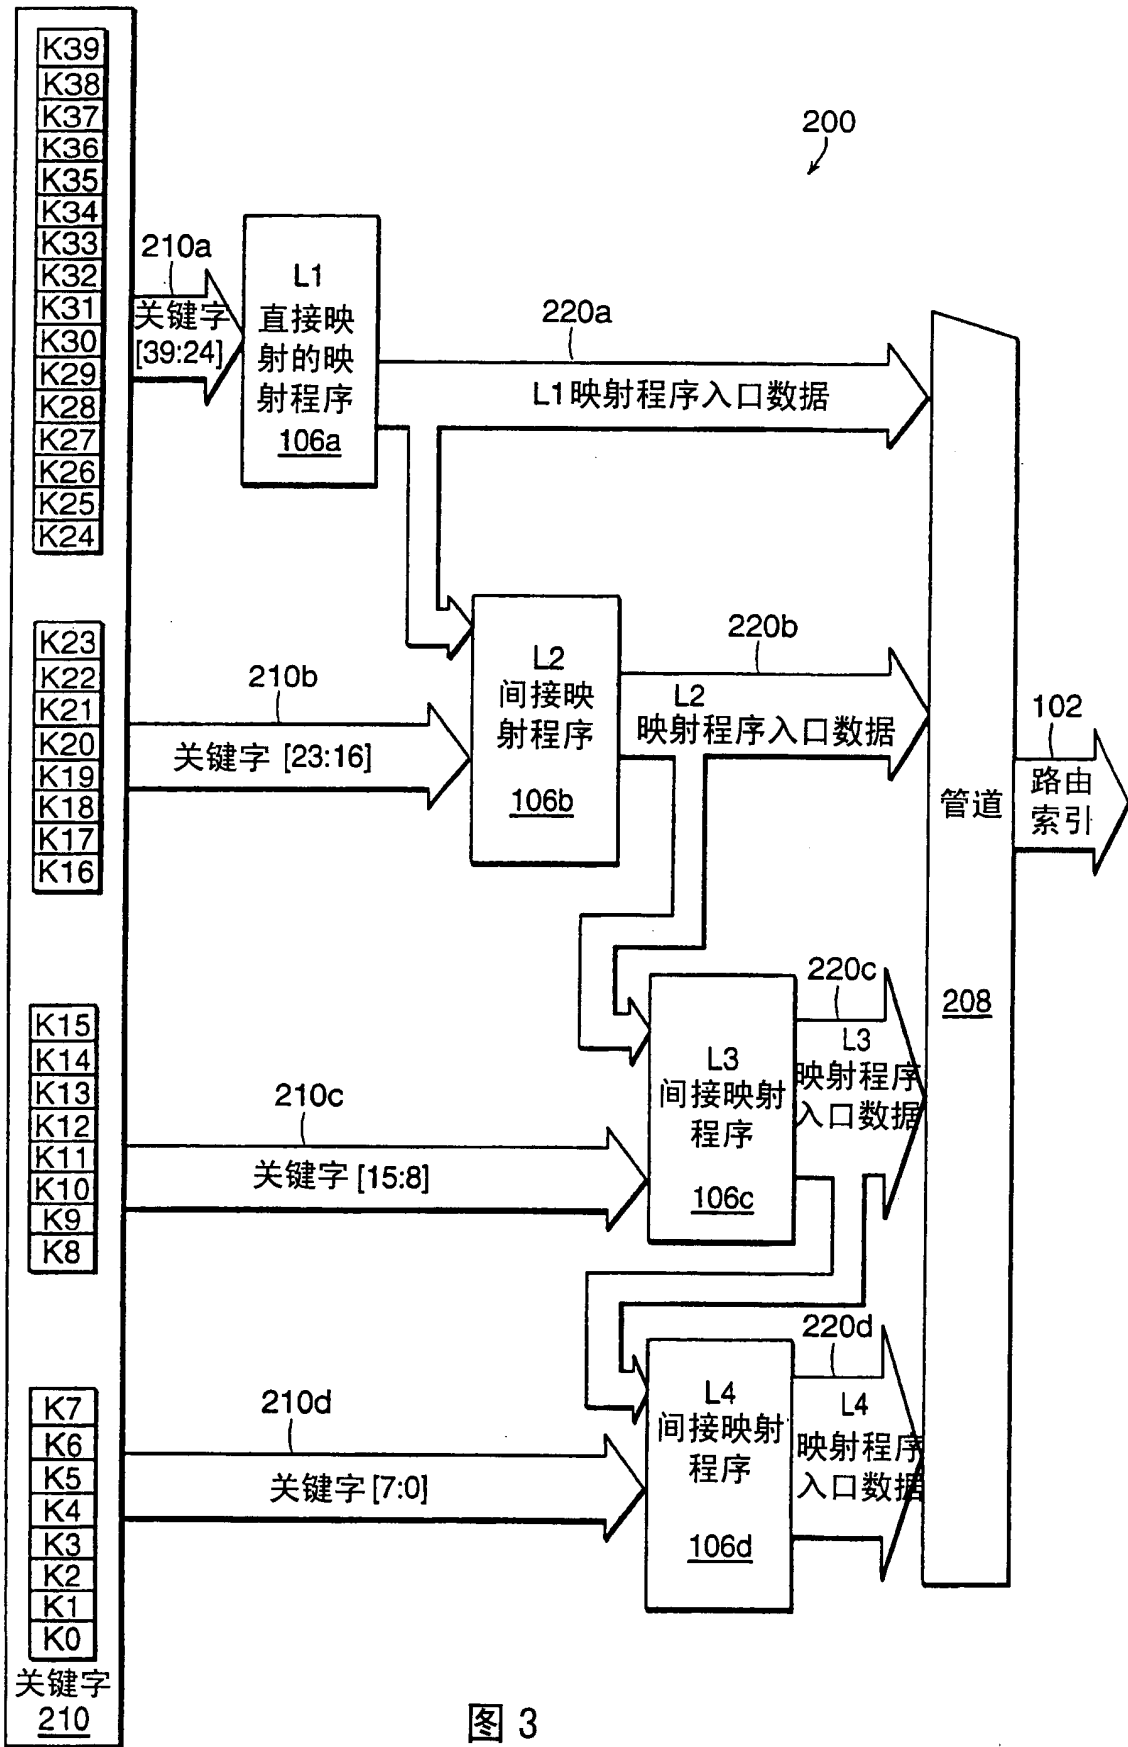 K39
K38
K37
K36
K35
K34
K33
K32
K31
K30
K29
K28
K27
K26
K25
K24
K23
K22
K21
K20
K19
K18
K17
K16
K15
K14
K13
K12
K11
K10
K9
K8
K7
K6
K5
K4
K3
K2
K1
K0
关键字
210
200
210a
关键字
[39:24]
L1
直接映
射的映
射程序
106a
220a
L1映射程序入口数据
210b
关键字 [23:16]
L2
间接映
射程序
106b
220b
L2
映射程序入口数据
210c
关键字 [15:8]
L3
间接映射
程序
106c
220c
L3
映射程序
入口数据
210d
关键字 [7:0]
L4
间接映射
程序
106d
220d
L4
映射程序
入口数据
管道
208
102
路由
索引
图 3